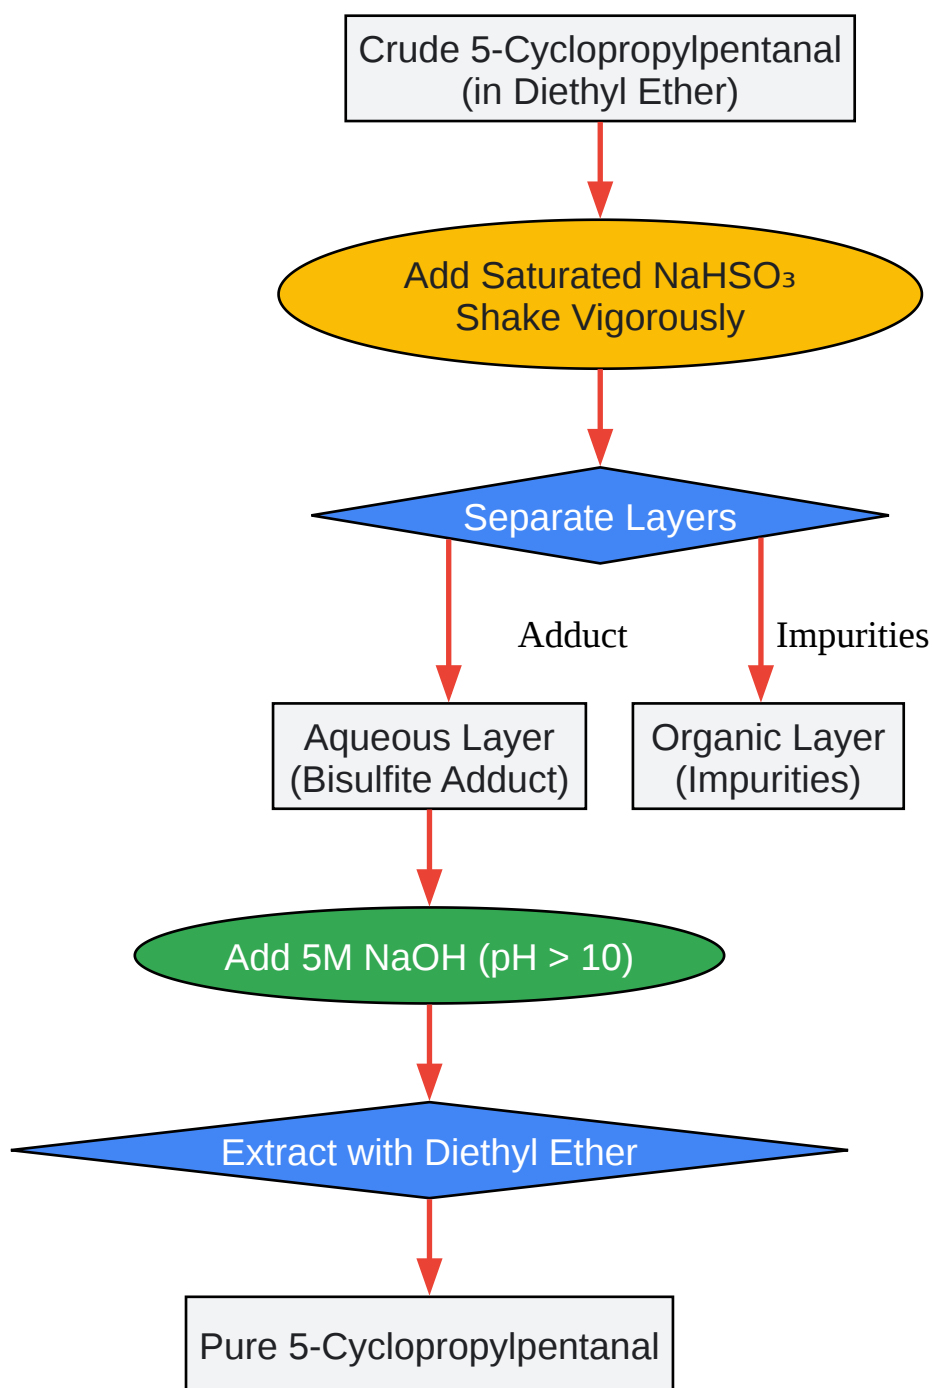 Crude 5-Cyclopropylpentanal
(in Diethyl Ether)
Add Saturated NaHSO₃
Shake Vigorously
Separate Layers
Adduct
Impurities
Aqueous Layer
(Bisulfite Adduct)
Organic Layer
(Impurities)
Add 5M NaOH (pH > 10)
Extract with Diethyl Ether
Pure 5-Cyclopropylpentanal